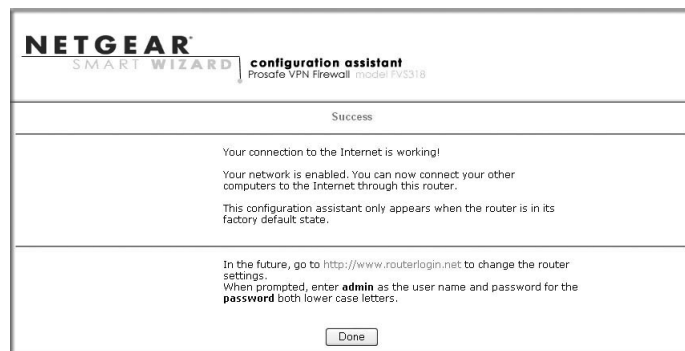 NETGEAR
SMART WIZARD
configuration assistant
Prosafe VPN Firewall model FVS318
Success
Your connection to the Internet is working!
Your network is enabled. You can now connect your other
computers to the Internet through this router.
This configuration assistant only appears when the router is in its
factory default state.
In the future, go to http://www.routerlogin.net to change the router
settings.
When prompted, enter admin as the user name and password for the
password both lower case letters.
Done